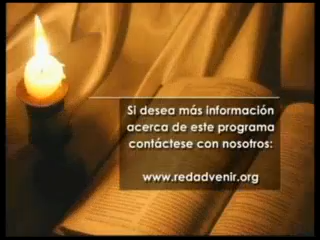 Si desea más información
acerca de este programa
contáctese con nosotros:
www.redadvenir.org